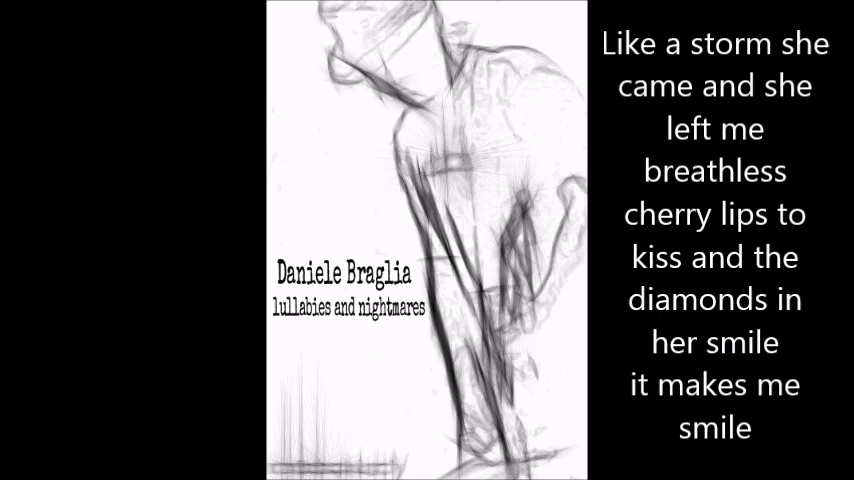 Daniele Braglia
lullabies and nightmares
Like a storm she
came and she
left me
breathless
cherry lips to
kiss and the
diamonds in
her smile
it makes me
smile